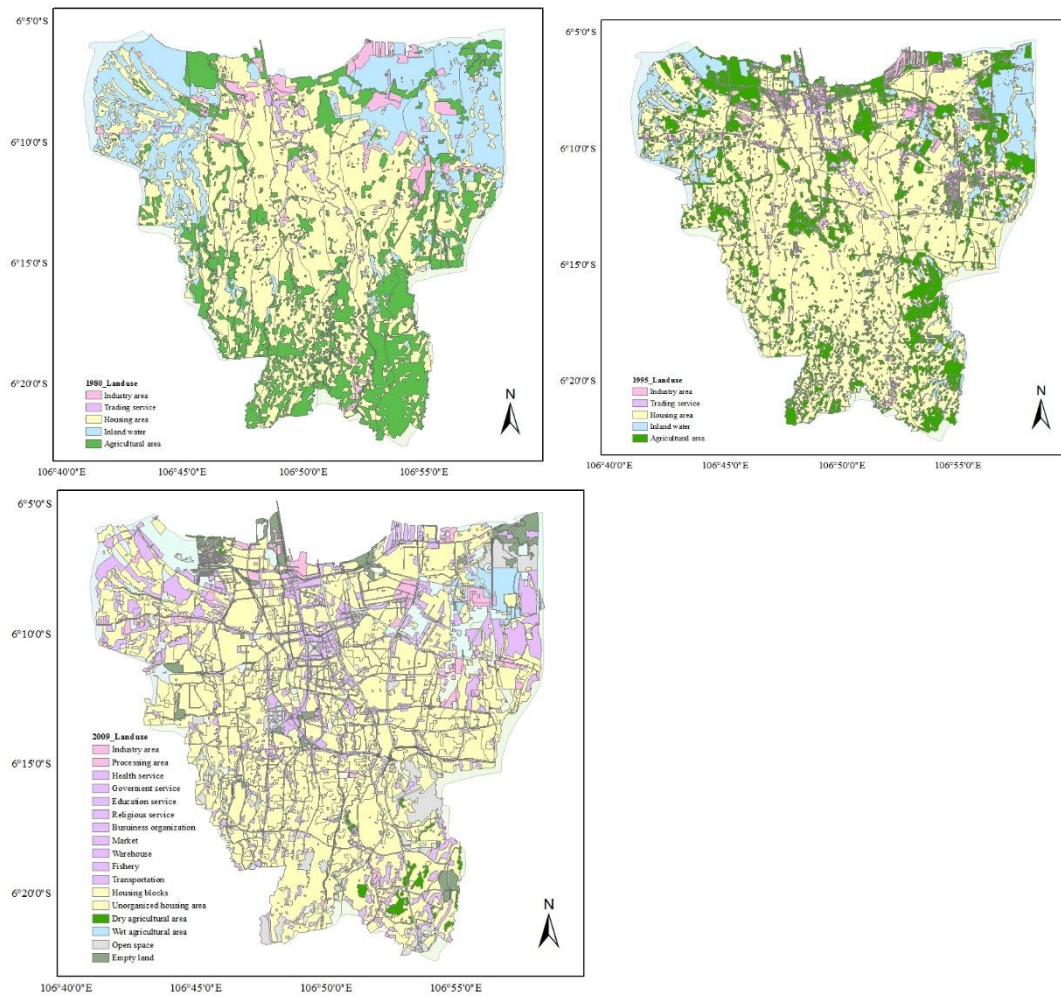 6°5'0"S
6°10'0"S
6°15'0"S
6°20'0"S
1980_Landuse
Industry area
Trading service
Housing area
Inland water
Agricultural area
N
106°40'0"E
106°45'0"E
106°50'0"E
106°55'0"E
6°5'0"S
6°10'0"S
6°15'0"S
6°20'0"S
1995_Landuse
Industry area
Trading service
Housing area
Inland water
Agricultural area
N
106°40'0"E
106°45'0"E
106°50'0"E
106°55'0"E
6°5'0"S
6°10'0"S
6°15'0"S
6°20'0"S
2009_Landuse
Industry area
Processing area
Health service
Goverment service
Education service
Religious service
Busuiness organization
Market
Warehouse
Fishery
Transportation
Housing blocks
Unorganized housing area
Dry agricultural area
Wet agricultural area
Open space
Empty land
N
106°40'0"E
106°45'0"E
106°50'0"E
106°55'0"E